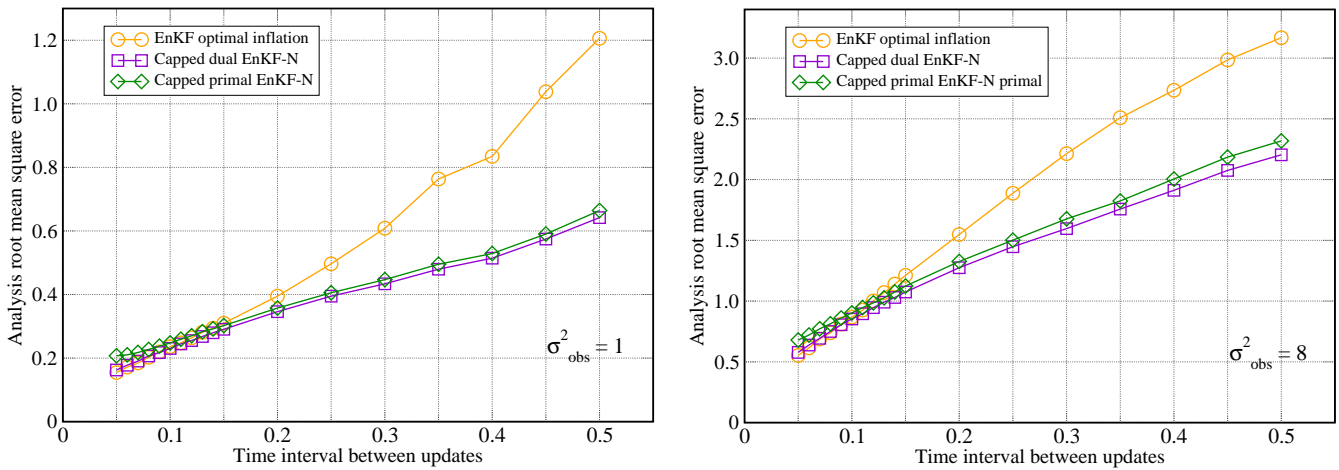 1.2
1.0
0.8
0.6
0.4
0.2
0
Analysis root mean square error
EnKF optimal inflation
Capped dual EnKF-N
Capped primal EnKF-N
σ²obs = 1
0 0.1 0.2 0.3 0.4 0.5
Time interval between updates
3.0
2.5
2.0
1.5
1.0
0.5
0
Analysis root mean square error
EnKF optimal inflation
Capped dual EnKF-N
Capped primal EnKF-N primal
σ²obs = 8
0 0.1 0.2 0.3 0.4 0.5
Time interval between updates